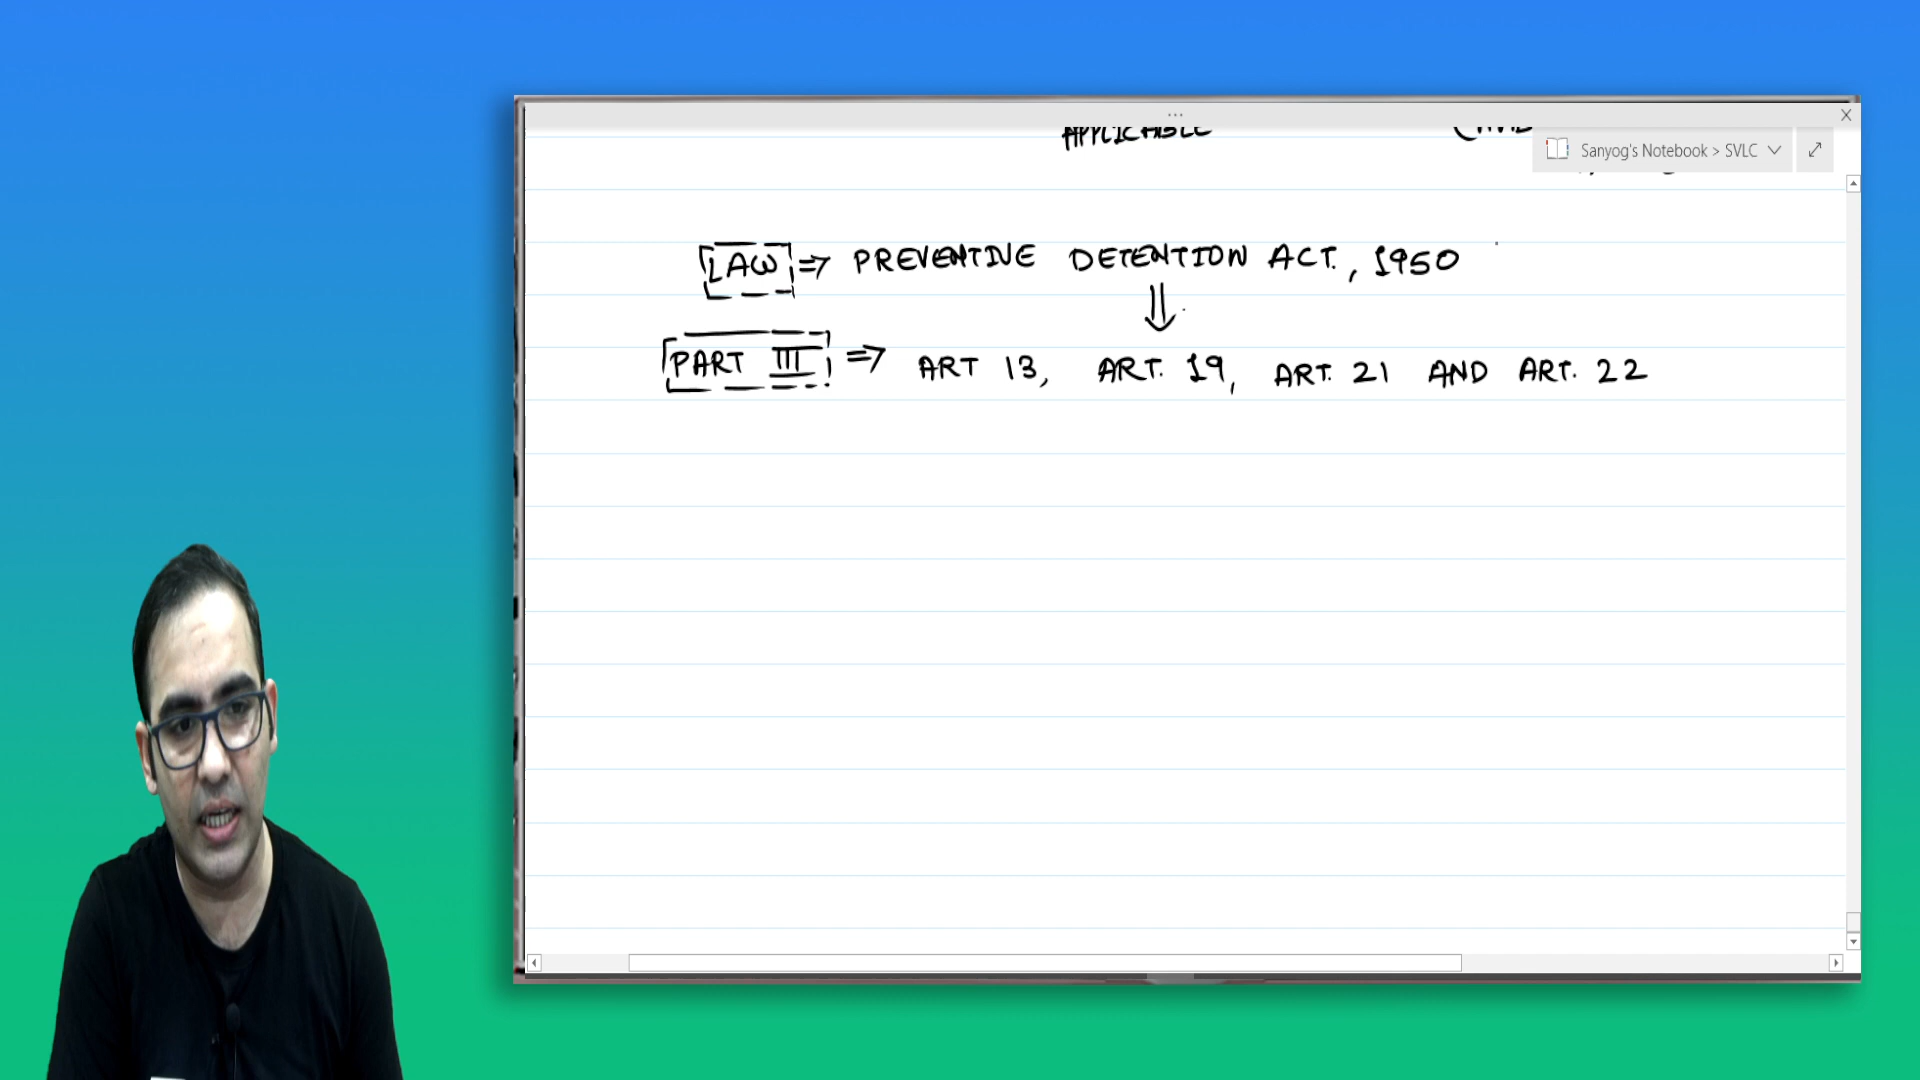 APPLICABLE
Sanyog's Notebook > SVLC
LAW => PREVENTIVE DETENTION ACT., 1950
PART III => ART 13, ART. 19, ART. 21 AND ART. 22